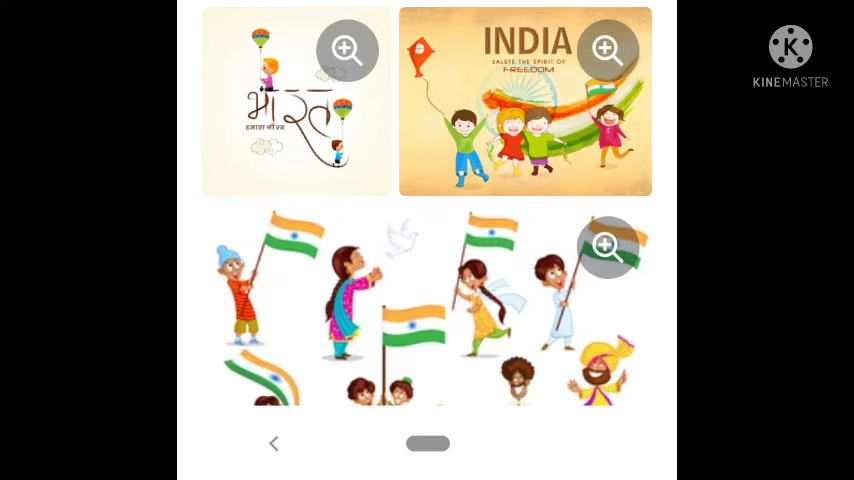 भारत
हमारा गौरव
INDIA
SALUTE THE SPIRIT OF
FREEDOM
K
KINEMASTER